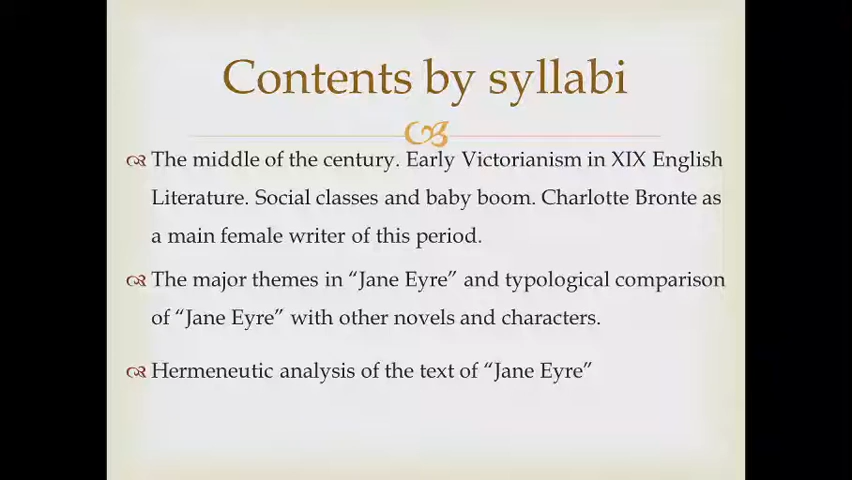 Contents by syllabi
The middle of the century. Early Victorianism in XIX English
Literature. Social classes and baby boom. Charlotte Bronte as
a main female writer of this period.
The major themes in “Jane Eyre” and typological comparison
of “Jane Eyre” with other novels and characters.
Hermeneutic analysis of the text of “Jane Eyre”